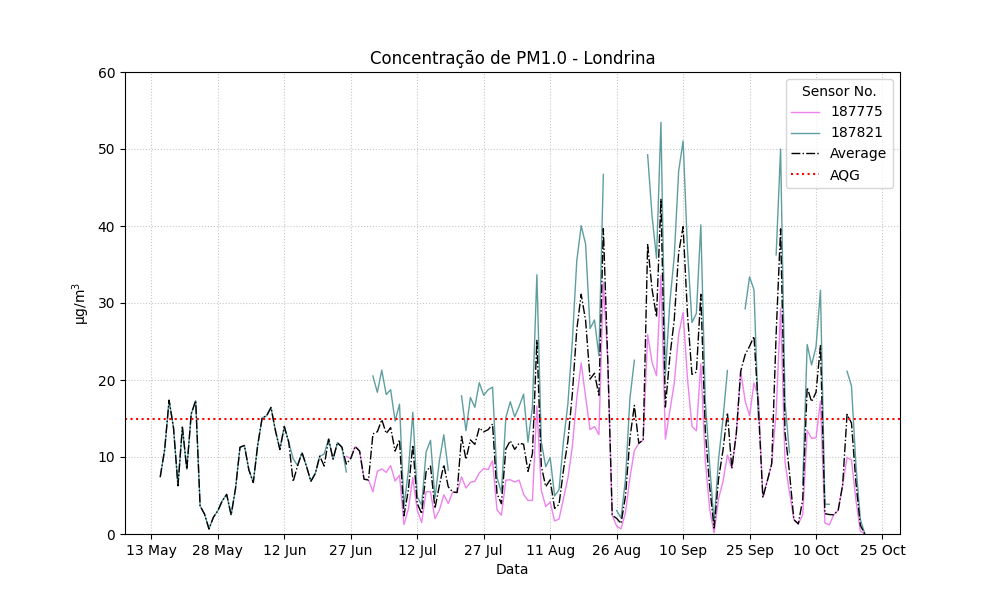 Concentração de PM1.0 - Londrina
60
50
40
30
20
10
0
µg/m³
Sensor No.
187775
187821
Average
AQG
13 May 28 May 12 Jun 27 Jun 12 Jul 27 Jul 11 Aug 26 Aug 10 Sep 25 Sep 10 Oct 25 Oct
Data